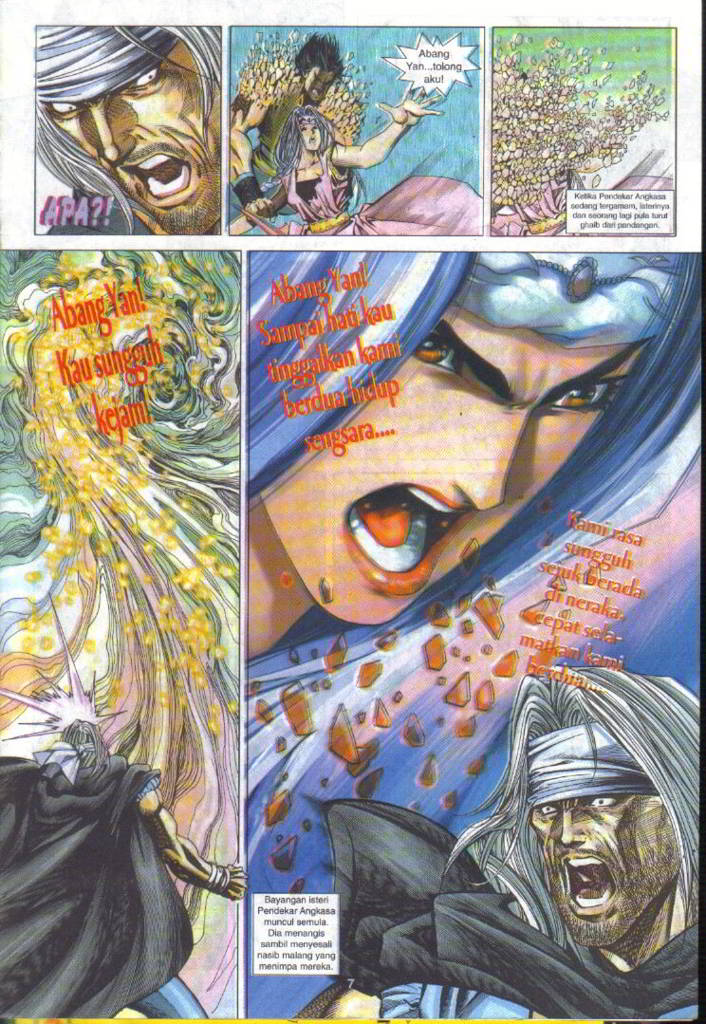 APA?!
Abang
Yan...tolong
aku!
Ketika Pendekar Angkasa
sedang tergamam, isterinya
dan seorang lagi pula turut
ghaib dari pandangan.
Abang Yan!
Kau sungguh
kejam!
Abang Yan!
Sampai hati kau
tinggalkan kami
berdua hidup
sengsara....
Kami rasa
sungguh
sejuk berada
di neraka,
cepat sela-
matkan kami
berdua....
Bayangan isteri
Pendekar Angkasa
muncul semula.
Dia menangis
sambil menyesali
nasib malang yang
menimpa mereka.
7